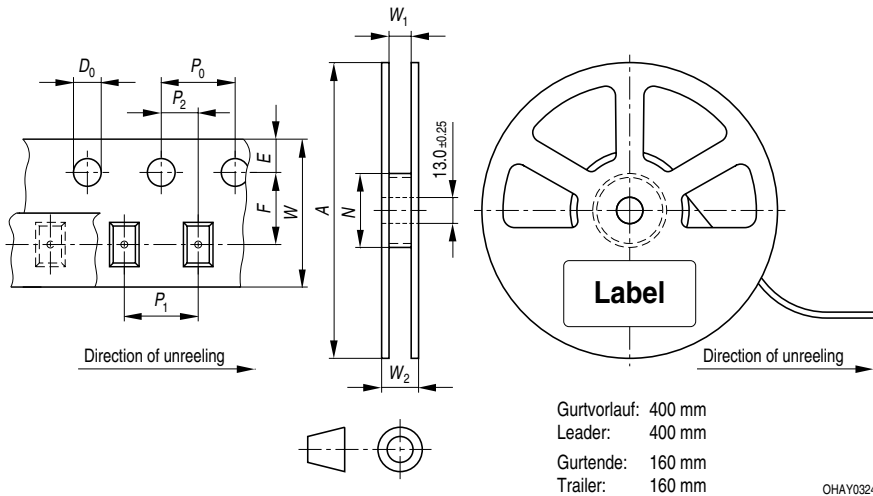 W1
D0
P0
P2
E
F
W
A
N
13.0±0.25
P1
Label
Direction of unreeling
W2
Direction of unreeling
Gurtvorlauf: 400 mm
Leader: 400 mm
Gurtende: 160 mm
Trailer: 160 mm
OHAY0324